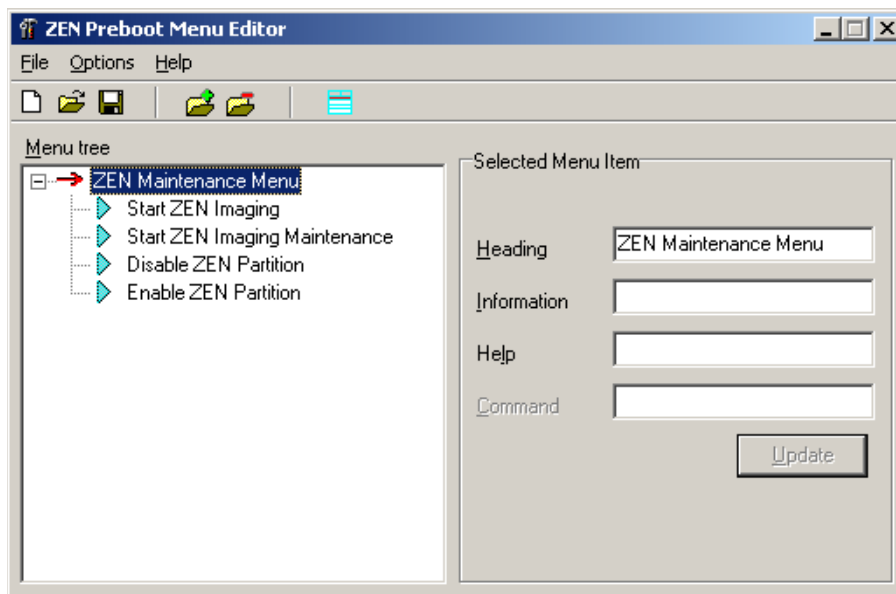 ZEN Preboot Menu Editor
File Options Help
Menu tree
ZEN Maintenance Menu
Start ZEN Imaging
Start ZEN Imaging Maintenance
Disable ZEN Partition
Enable ZEN Partition
Selected Menu Item
Heading ZEN Maintenance Menu
Information
Help
Command
Update